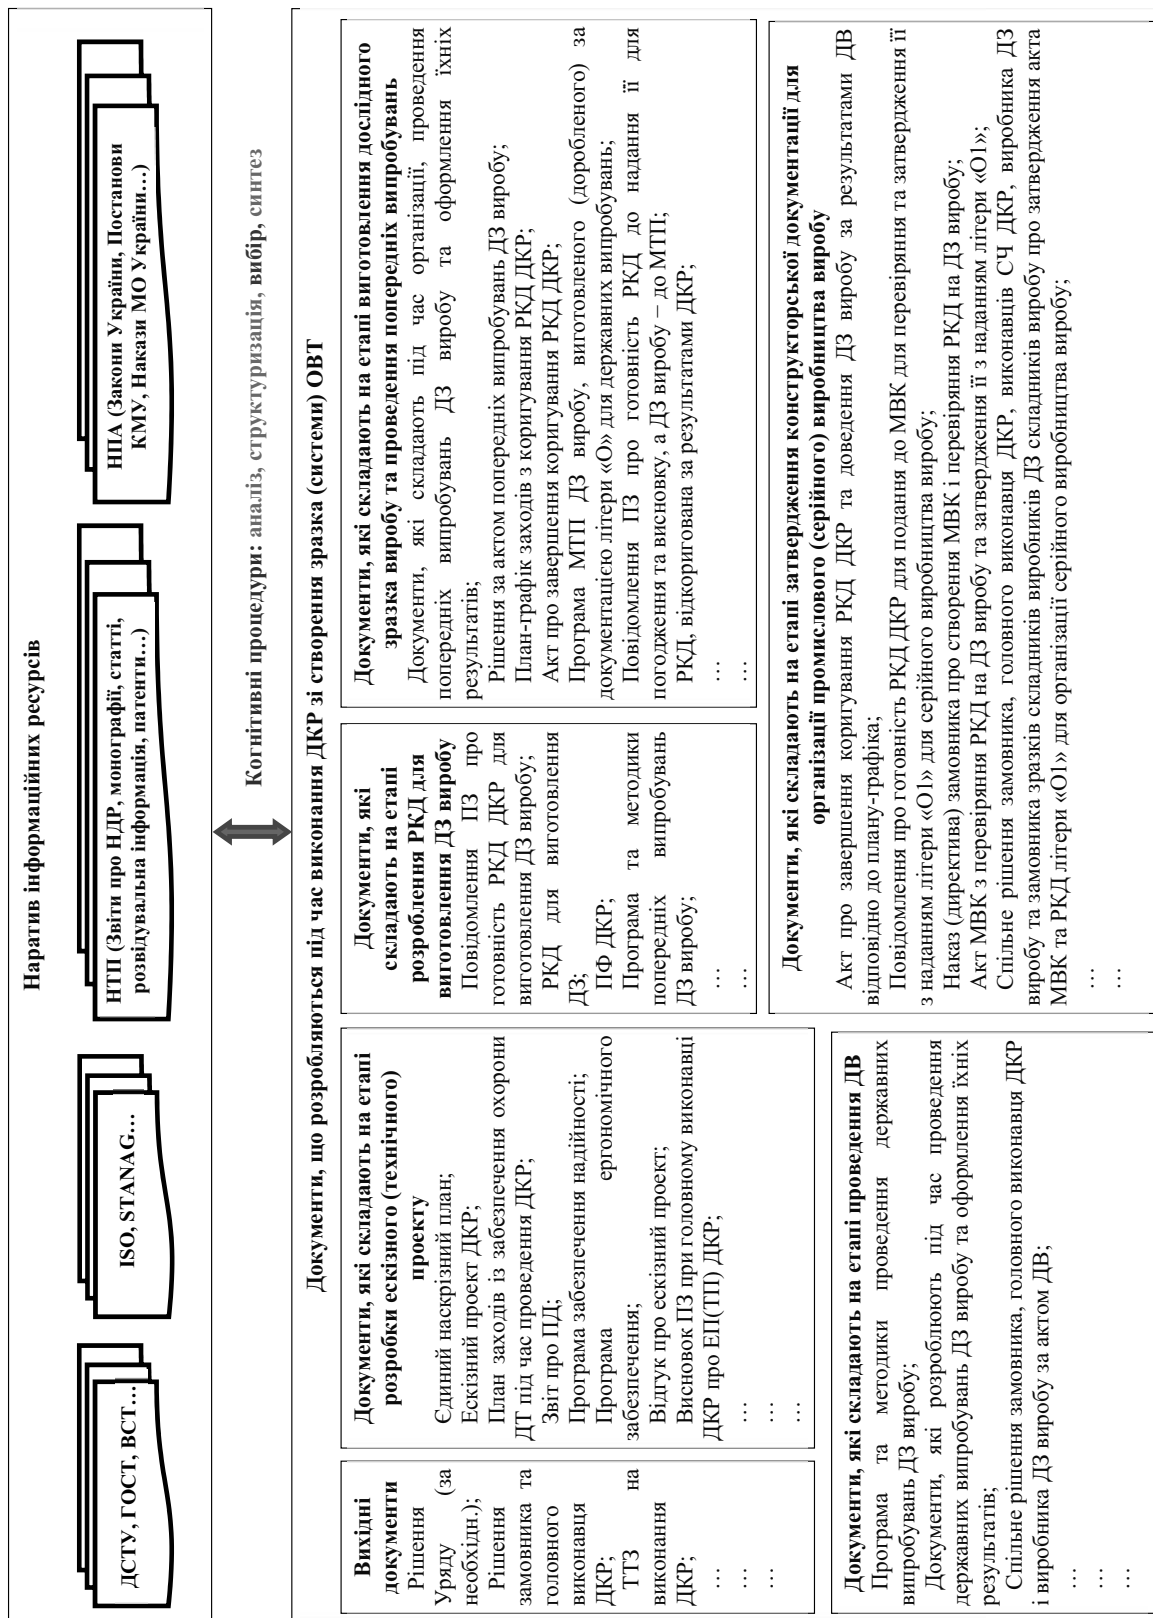 Наратив інформаційних ресурсів
ДСТУ, ГОСТ, ВСТ…
ISO, STANAG…
НТП (Звіти про НДР, монографії, статті,
розвідувальна інформація, патенти…)
НПА (Закони України, Постанови
КМУ, Накази МО України…)
Когнітивні процедури: аналіз, структуризація, вибір, синтез
Документи, що розробляються під час виконання ДКР зі створення зразка (системи) ОВТ
Вихідні
документи
Рішення
Уряду (за
необхідн.);
Рішення
замовника та
головного
виконавця
ДКР;
ТТЗ на
виконання
ДКР;
…
…
…
Документи, які складають на етапі
розробки ескізного (технічного)
проекту
Єдиний наскрізний план;
Ескізний проект ДКР;
План заходів із забезпечення охорони
ДТ під час проведення ДКР;
Звіт про ПД;
Програма забезпечення надійності;
Програма ергономічного
забезпечення;
Відгук про ескізний проект;
Висновок ПЗ при головному виконавці
ДКР про ЕП(ТП) ДКР;
…
…
…
Документи, які
складають на етапі
розроблення РКД для
виготовлення ДЗ виробу
Повідомлення ПЗ про
готовність РКД ДКР для
виготовлення ДЗ виробу;
РКД для виготовлення
ДЗ;
ПФ ДКР;
Програма та методики
попередніх випробувань
ДЗ виробу;
…
…
Документи, які складають на етапі виготовлення дослідного
зразка виробу та проведення попередніх випробувань
Документи, які складають під час організації, проведення
попередніх випробувань ДЗ виробу та оформлення їхніх
результатів;
Рішення за актом попередніх випробувань ДЗ виробу;
План-графік заходів з коригування РКД ДКР;
Акт про завершення коригування РКД ДКР;
Програма МТП ДЗ виробу, виготовленого (доробленого) за
документацією літери «О» для державних випробувань;
Повідомлення ПЗ про готовність РКД до надання її для
погодження та висновку, а ДЗ виробу – до МТП;
РКД, відкоригована за результатами ДКР;
…
…
Документи, які складають на етапі проведення ДВ
Програма та методики проведення державних
випробувань ДЗ виробу;
Документи, які розроблюють під час проведення
державних випробувань ДЗ виробу та оформлення їхніх
результатів;
Спільне рішення замовника, головного виконавця ДКР
і виробника ДЗ виробу за актом ДВ;
…
…
…
Документи, які складають на етапі затвердження конструкторської документації для
організації промислового (серійного) виробництва виробу
Акт про завершення коригування РКД ДКР та доведення ДЗ виробу за результатами ДВ
відповідно до плану-графіка;
Повідомлення про готовність РКД ДКР для подання до МВК для перевіряння та затвердження її
з наданням літери «О1» для серійного виробництва виробу;
Наказ (директива) замовника про створення МВК і перевіряння РКД на ДЗ виробу;
Акт МВК з перевіряння РКД на ДЗ виробу та затвердження її з наданням літери «О1»;
Спільне рішення замовника, головного виконавця ДКР, виконавців СЧ ДКР, виробника ДЗ
виробу та замовника зразків складників виробників ДЗ складників виробу про затвердження акта
МВК та РКД літери «О1» для організації серійного виробництва виробу;
…
…